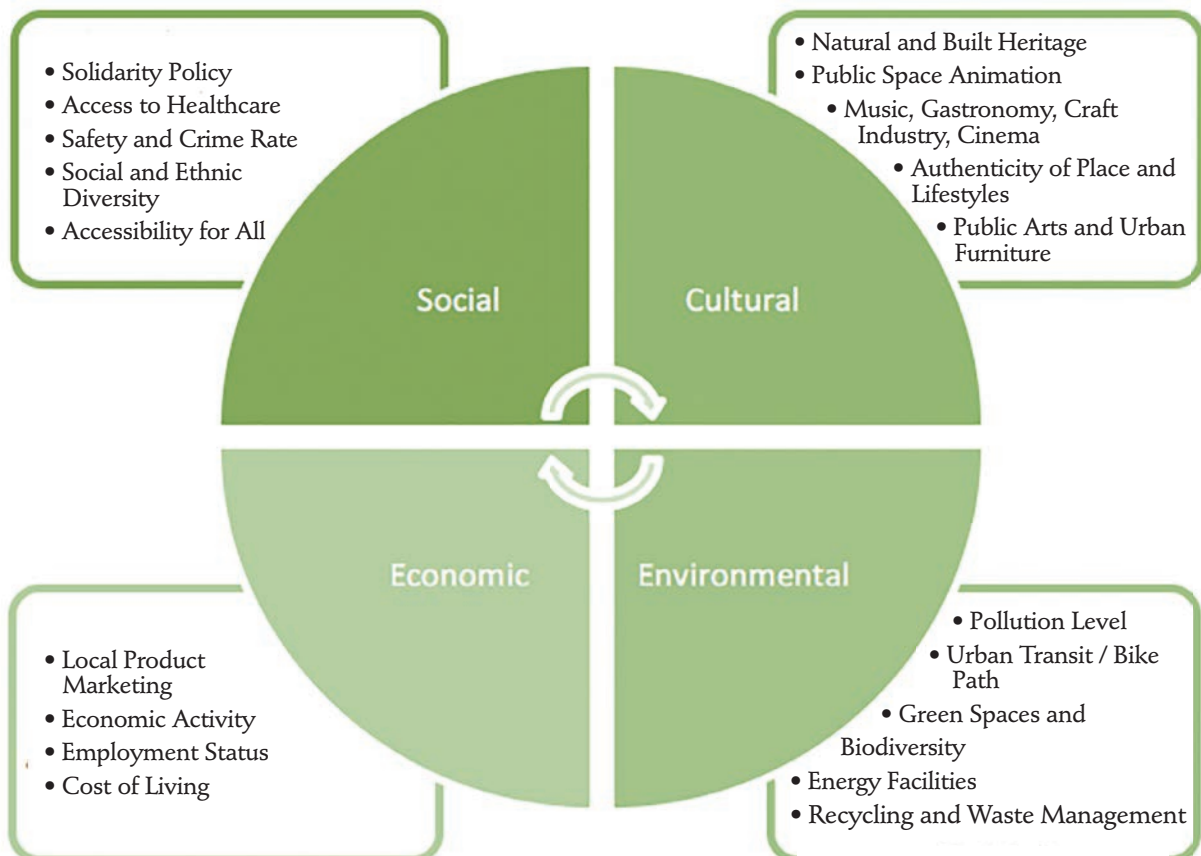 • Solidarity Policy
• Access to Healthcare
• Safety and Crime Rate
• Social and Ethnic
Diversity
• Accessibility for All
• Natural and Built Heritage
• Public Space Animation
• Music, Gastronomy, Craft
Industry, Cinema
• Authenticity of Place and
Lifestyles
• Public Arts and Urban
Furniture
Social
Cultural
Economic
Environmental
• Local Product
Marketing
• Economic Activity
• Employment Status
• Cost of Living
• Pollution Level
• Urban Transit / Bike
Path
• Green Spaces and
Biodiversity
• Energy Facilities
• Recycling and Waste Management